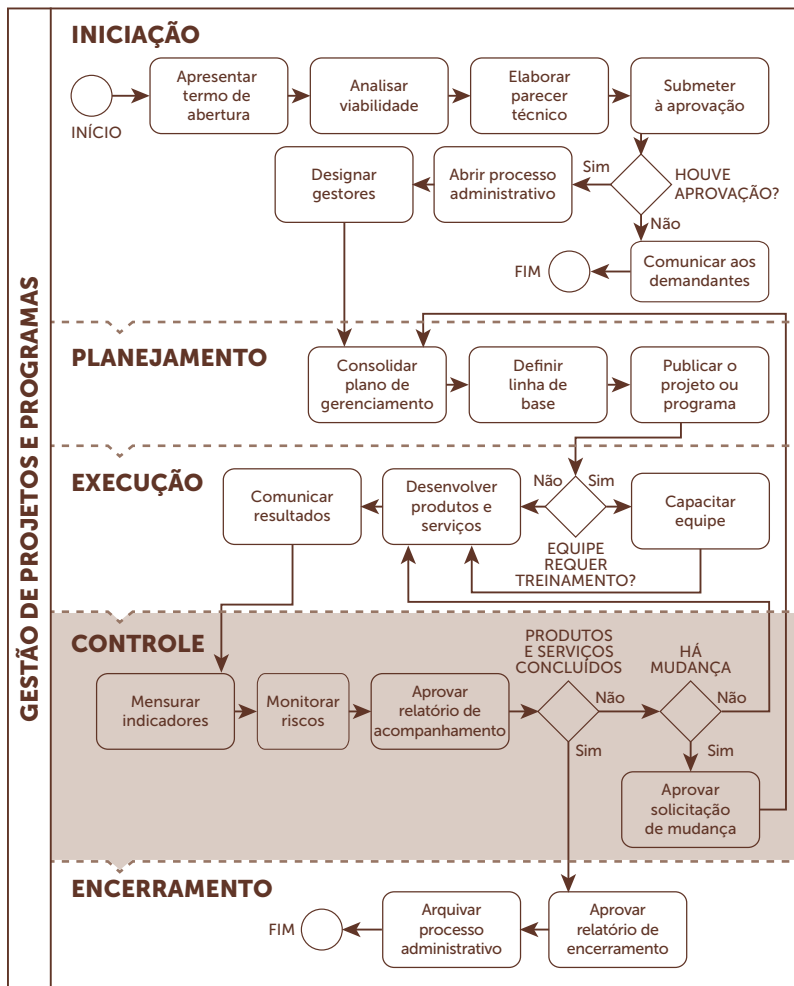 GESTÃO DE PROJETOS E PROGRAMAS
INICIAÇÃO
INÍCIO
Apresentar
termo de
abertura
Analisar
viabilidade
Elaborar
parecer
técnico
Submeter
à aprovação
HOUVE
APROVAÇÃO?
Sim
Abrir processo
administrativo
Designar
gestores
Não
Comunicar aos
demandantes
FIM
PLANEJAMENTO
Consolidar
plano de
gerenciamento
Definir
linha de
base
Publicar o
projeto ou
programa
EXECUÇÃO
Comunicar
resultados
Desenvolver
produtos e
serviços
Não
Sim
EQUIPE
REQUER
TREINAMENTO?
Capacitar
equipe
CONTROLE
Mensurar
indicadores
Monitorar
riscos
Aprovar
relatório de
acompanhamento
PRODUTOS
E SERVIÇOS
CONCLUÍDOS
Não
Sim
HÁ
MUDANÇA
Não
Sim
Aprovar
solicitação
de mudança
ENCERRAMENTO
FIM
Arquivar
processo
administrativo
Aprovar
relatório de
encerramento